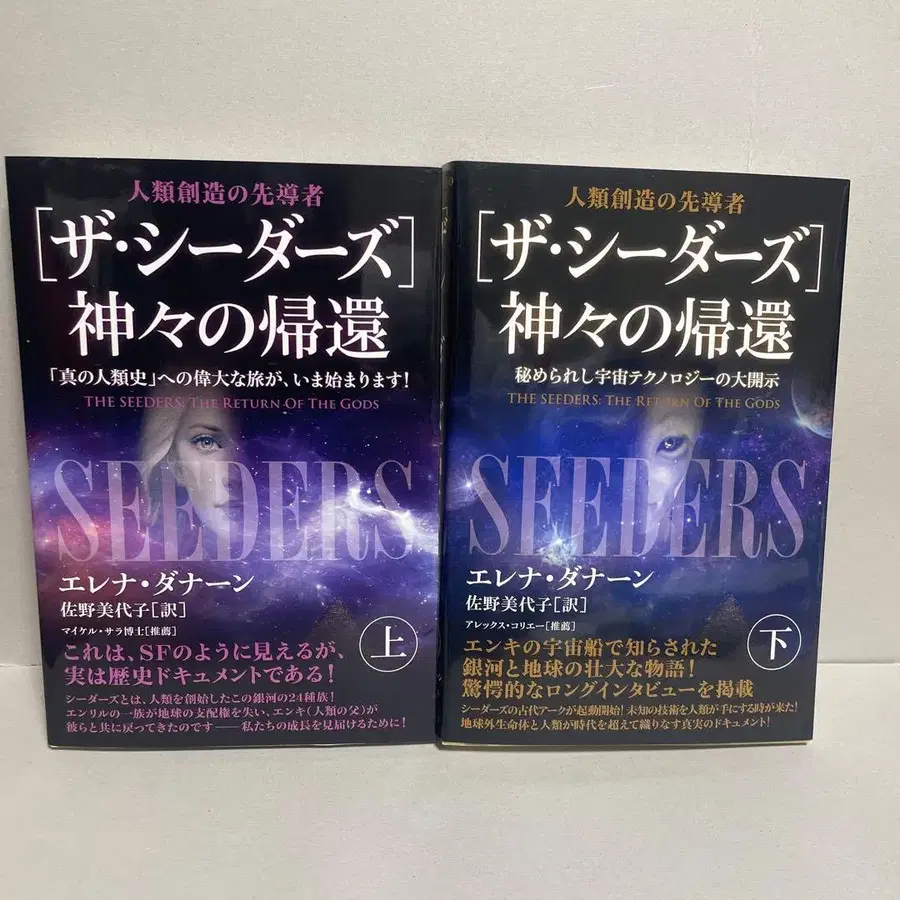 人類創造の先導者
[ザ・シーダーズ]
神々の帰還
「真の人類史」への偉大な旅が、いま始まります!
THE SEEDERS: THE RETURN OF THE GODS
SEEDERS
エレナ・ダナーン
佐野美代子[訳]
マイケル・サラ博士[推薦]
上
これは、SFのように見えるが、
実は歴史ドキュメントである!
シーダーズとは、人類を創始したこの銀河の24種族!
エンリルの一族が地球の支配権を失い、エンキ(人類の父)が
彼らと共に戻ってきたのです――私たちの成長を見届けるために!
人類創造の先導者
[ザ・シーダーズ]
神々の帰還
秘められし宇宙テクノロジーの大開示
THE SEEDERS: THE RETURN OF THE GODS
SEEDERS
エレナ・ダナーン
佐野美代子[訳]
アレックス・コリエー[推薦]
下
エンキの宇宙船で知らされた
銀河と地球の壮大な物語!
驚愕的なロングインタビューを掲載
シーダーズの古代アークが起動開始! 未知の技術を人類が手にする時が来た!
地球外生命体と人類が時代を超えて織りなす真実のドキュメント!